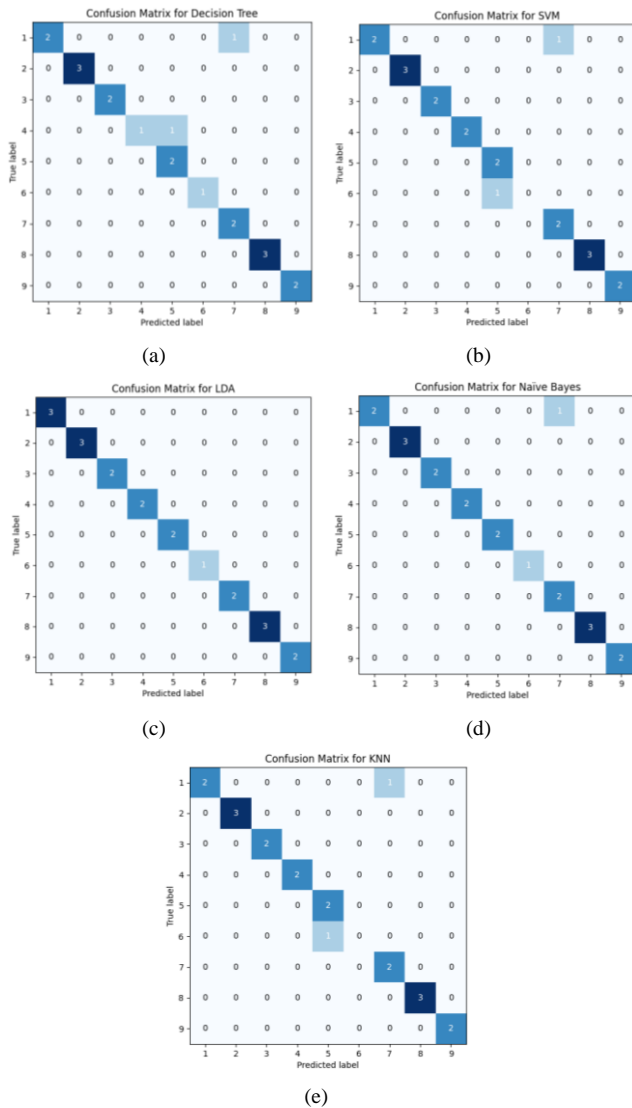 Confusion Matrix for Decision Tree
1 2 0 0 0 0 0 1 0 0
2 0 3 0 0 0 0 0 0 0
3 0 0 2 0 0 0 0 0 0
4 0 0 0 1 1 0 0 0 0
5 0 0 0 0 2 0 0 0 0
6 0 0 0 0 0 1 0 0 0
7 0 0 0 0 0 0 2 0 0
8 0 0 0 0 0 0 0 3 0
9 0 0 0 0 0 0 0 0 2
1 2 3 4 5 6 7 8 9
True label
Predicted label
(a)
Confusion Matrix for SVM
1 2 0 0 0 0 0 1 0 0
2 0 3 0 0 0 0 0 0 0
3 0 0 2 0 0 0 0 0 0
4 0 0 0 2 0 0 0 0 0
5 0 0 0 0 2 0 0 0 0
6 0 0 0 0 1 0 0 0 0
7 0 0 0 0 0 0 2 0 0
8 0 0 0 0 0 0 0 3 0
9 0 0 0 0 0 0 0 0 2
1 2 3 4 5 6 7 8 9
True label
Predicted label
(b)
Confusion Matrix for LDA
1 3 0 0 0 0 0 0 0 0
2 0 3 0 0 0 0 0 0 0
3 0 0 2 0 0 0 0 0 0
4 0 0 0 2 0 0 0 0 0
5 0 0 0 0 2 0 0 0 0
6 0 0 0 0 0 1 0 0 0
7 0 0 0 0 0 0 2 0 0
8 0 0 0 0 0 0 0 3 0
9 0 0 0 0 0 0 0 0 2
1 2 3 4 5 6 7 8 9
True label
Predicted label
(c)
Confusion Matrix for Naïve Bayes
1 2 0 0 0 0 0 1 0 0
2 0 3 0 0 0 0 0 0 0
3 0 0 2 0 0 0 0 0 0
4 0 0 0 2 0 0 0 0 0
5 0 0 0 0 2 0 0 0 0
6 0 0 0 0 0 1 0 0 0
7 0 0 0 0 0 0 2 0 0
8 0 0 0 0 0 0 0 3 0
9 0 0 0 0 0 0 0 0 2
1 2 3 4 5 6 7 8 9
True label
Predicted label
(d)
Confusion Matrix for KNN
1 2 0 0 0 0 0 1 0 0
2 0 3 0 0 0 0 0 0 0
3 0 0 2 0 0 0 0 0 0
4 0 0 0 2 0 0 0 0 0
5 0 0 0 0 2 0 0 0 0
6 0 0 0 0 1 0 0 0 0
7 0 0 0 0 0 0 2 0 0
8 0 0 0 0 0 0 0 3 0
9 0 0 0 0 0 0 0 0 2
1 2 3 4 5 6 7 8 9
True label
Predicted label
(e)